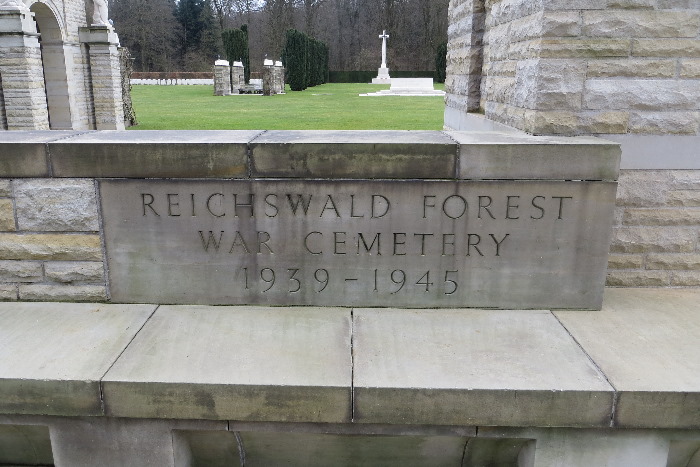 REICHSWALD FOREST
WAR CEMETERY
1939-1945